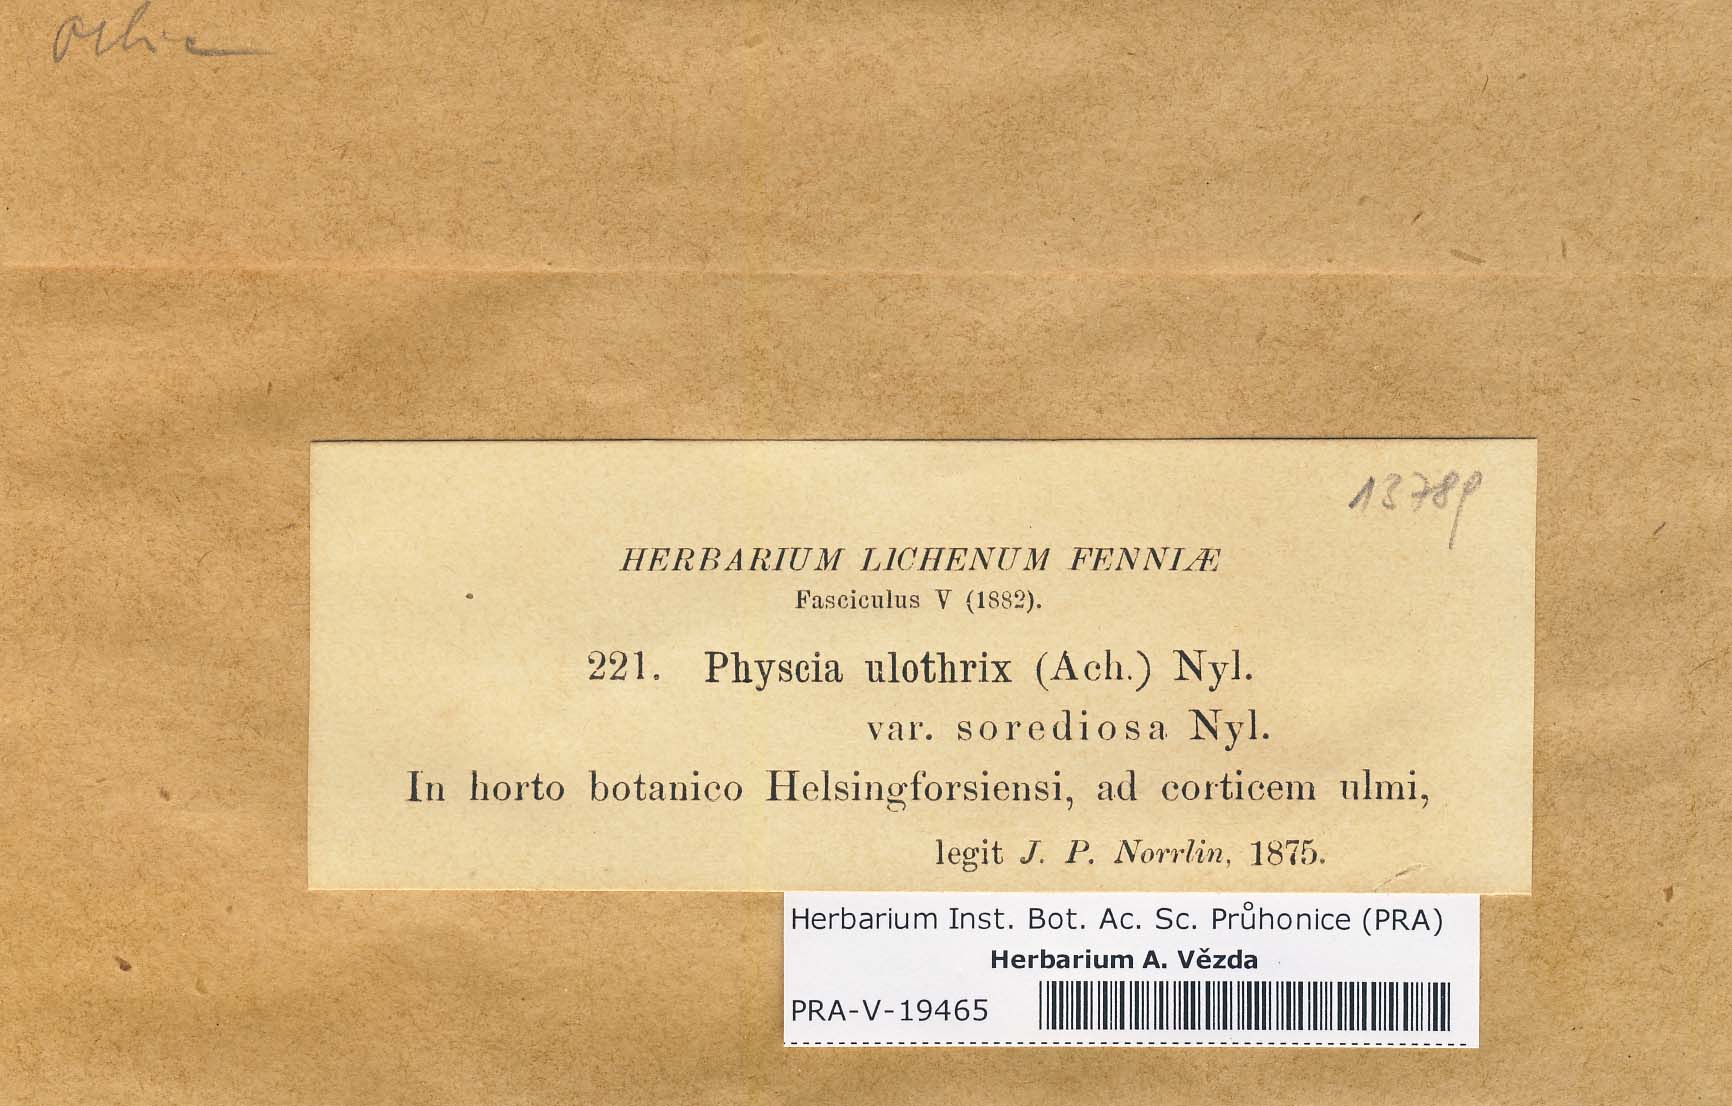 13789
HERBARIUM LICHENUM FENNIÆ
Fasciculus V (1882).
221. Physcia ulothrix (Ach.) Nyl.
var. sorediosa Nyl.
In horto botanico Helsingforsiensi, ad corticem ulmi,
legit J. P. Norrlin, 1875.
Herbarium Inst. Bot. Ac. Sc. Průhonice (PRA)
Herbarium A. Vězda
PRA-V-19465